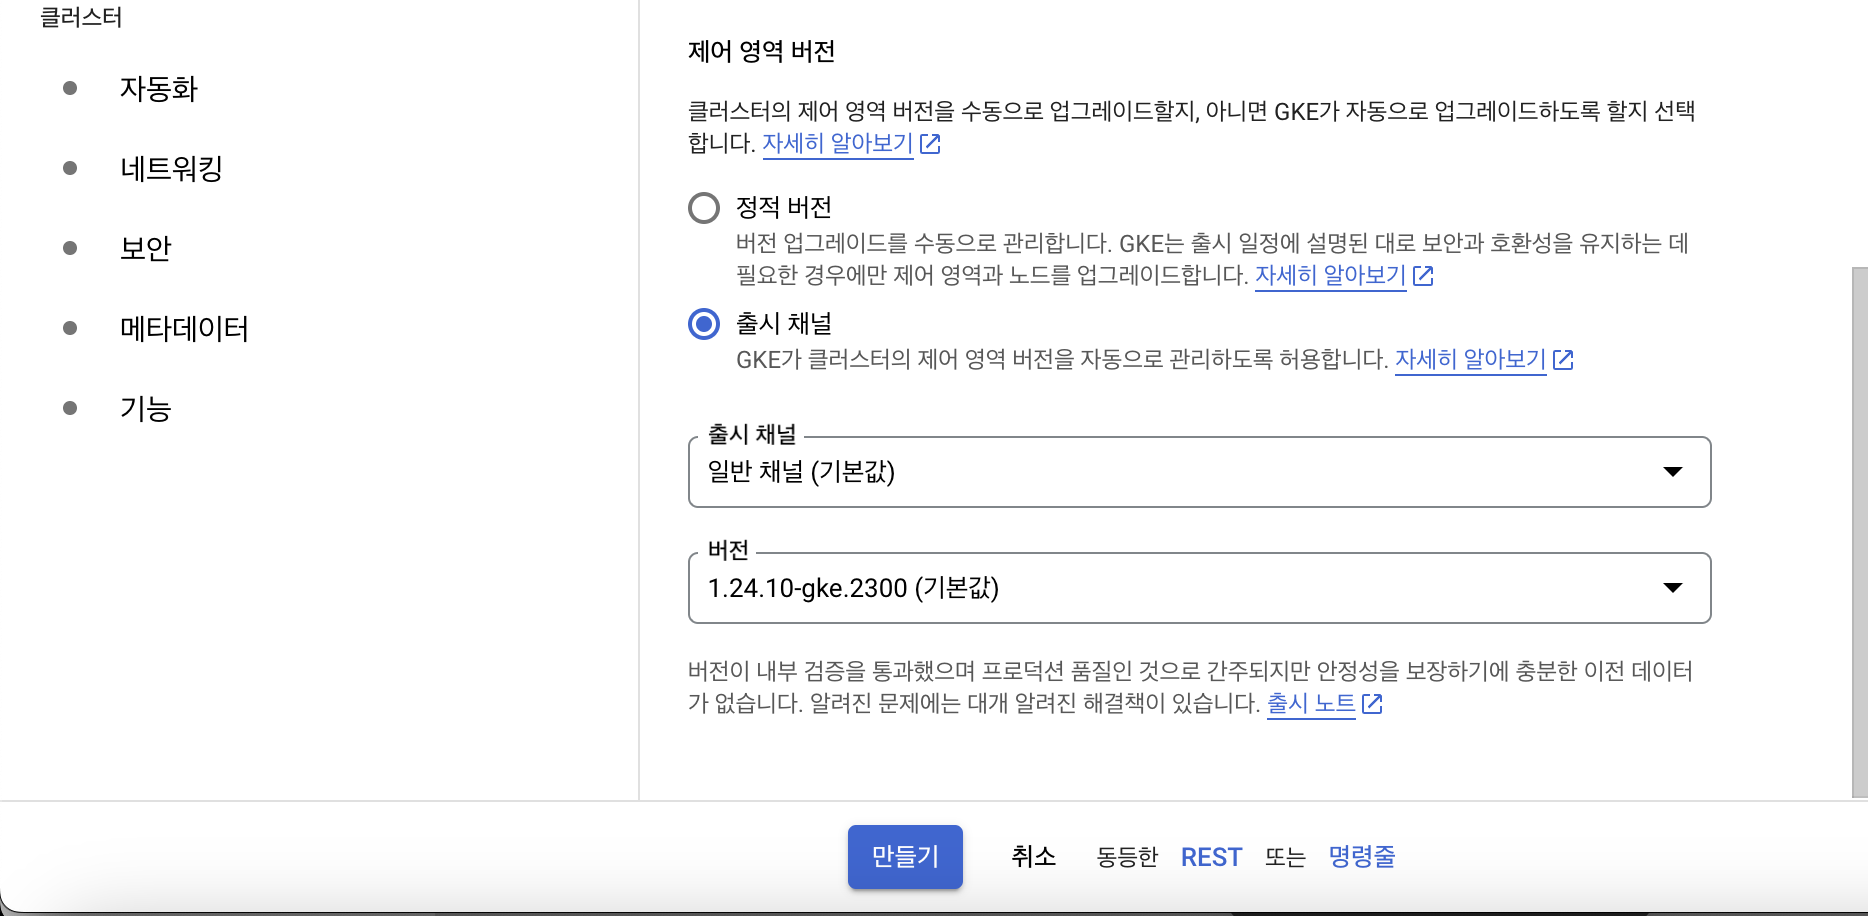 클러스터
자동화
네트워킹
보안
메타데이터
기능
제어 영역 버전
클러스터의 제어 영역 버전을 수동으로 업그레이드할지, 아니면 GKE가 자동으로 업그레이드하도록 할지 선택
합니다. 자세히 알아보기
정적 버전
버전 업그레이드를 수동으로 관리합니다. GKE는 출시 일정에 설명된 대로 보안과 호환성을 유지하는 데
필요한 경우에만 제어 영역과 노드를 업그레이드합니다. 자세히 알아보기
출시 채널
GKE가 클러스터의 제어 영역 버전을 자동으로 관리하도록 허용합니다. 자세히 알아보기
출시 채널
일반 채널 (기본값)
버전
1.24.10-gke.2300 (기본값)
버전이 내부 검증을 통과했으며 프로덕션 품질인 것으로 간주되지만 안정성을 보장하기에 충분한 이전 데이터
가 없습니다. 알려진 문제에는 대개 알려진 해결책이 있습니다. 출시 노트
만들기 취소 동등한 REST 또는 명령줄